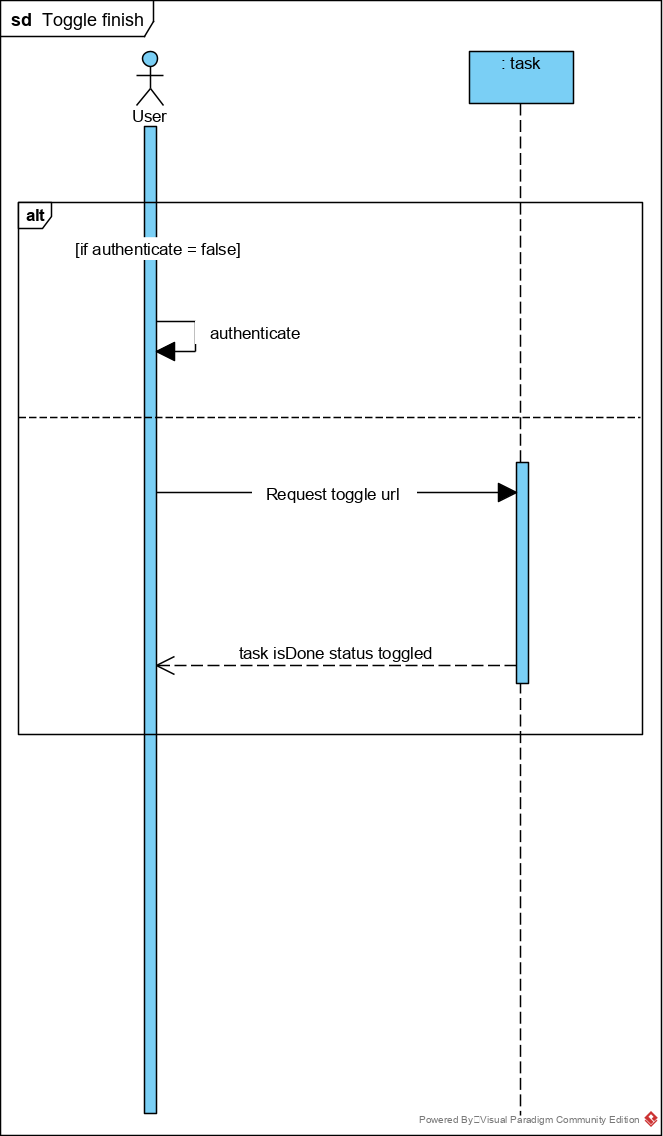 sd Toggle finish
: task
User
alt
[if authenticate = false]
authenticate
Request toggle url
task isDone status toggled
Powered By Visual Paradigm Community Edition